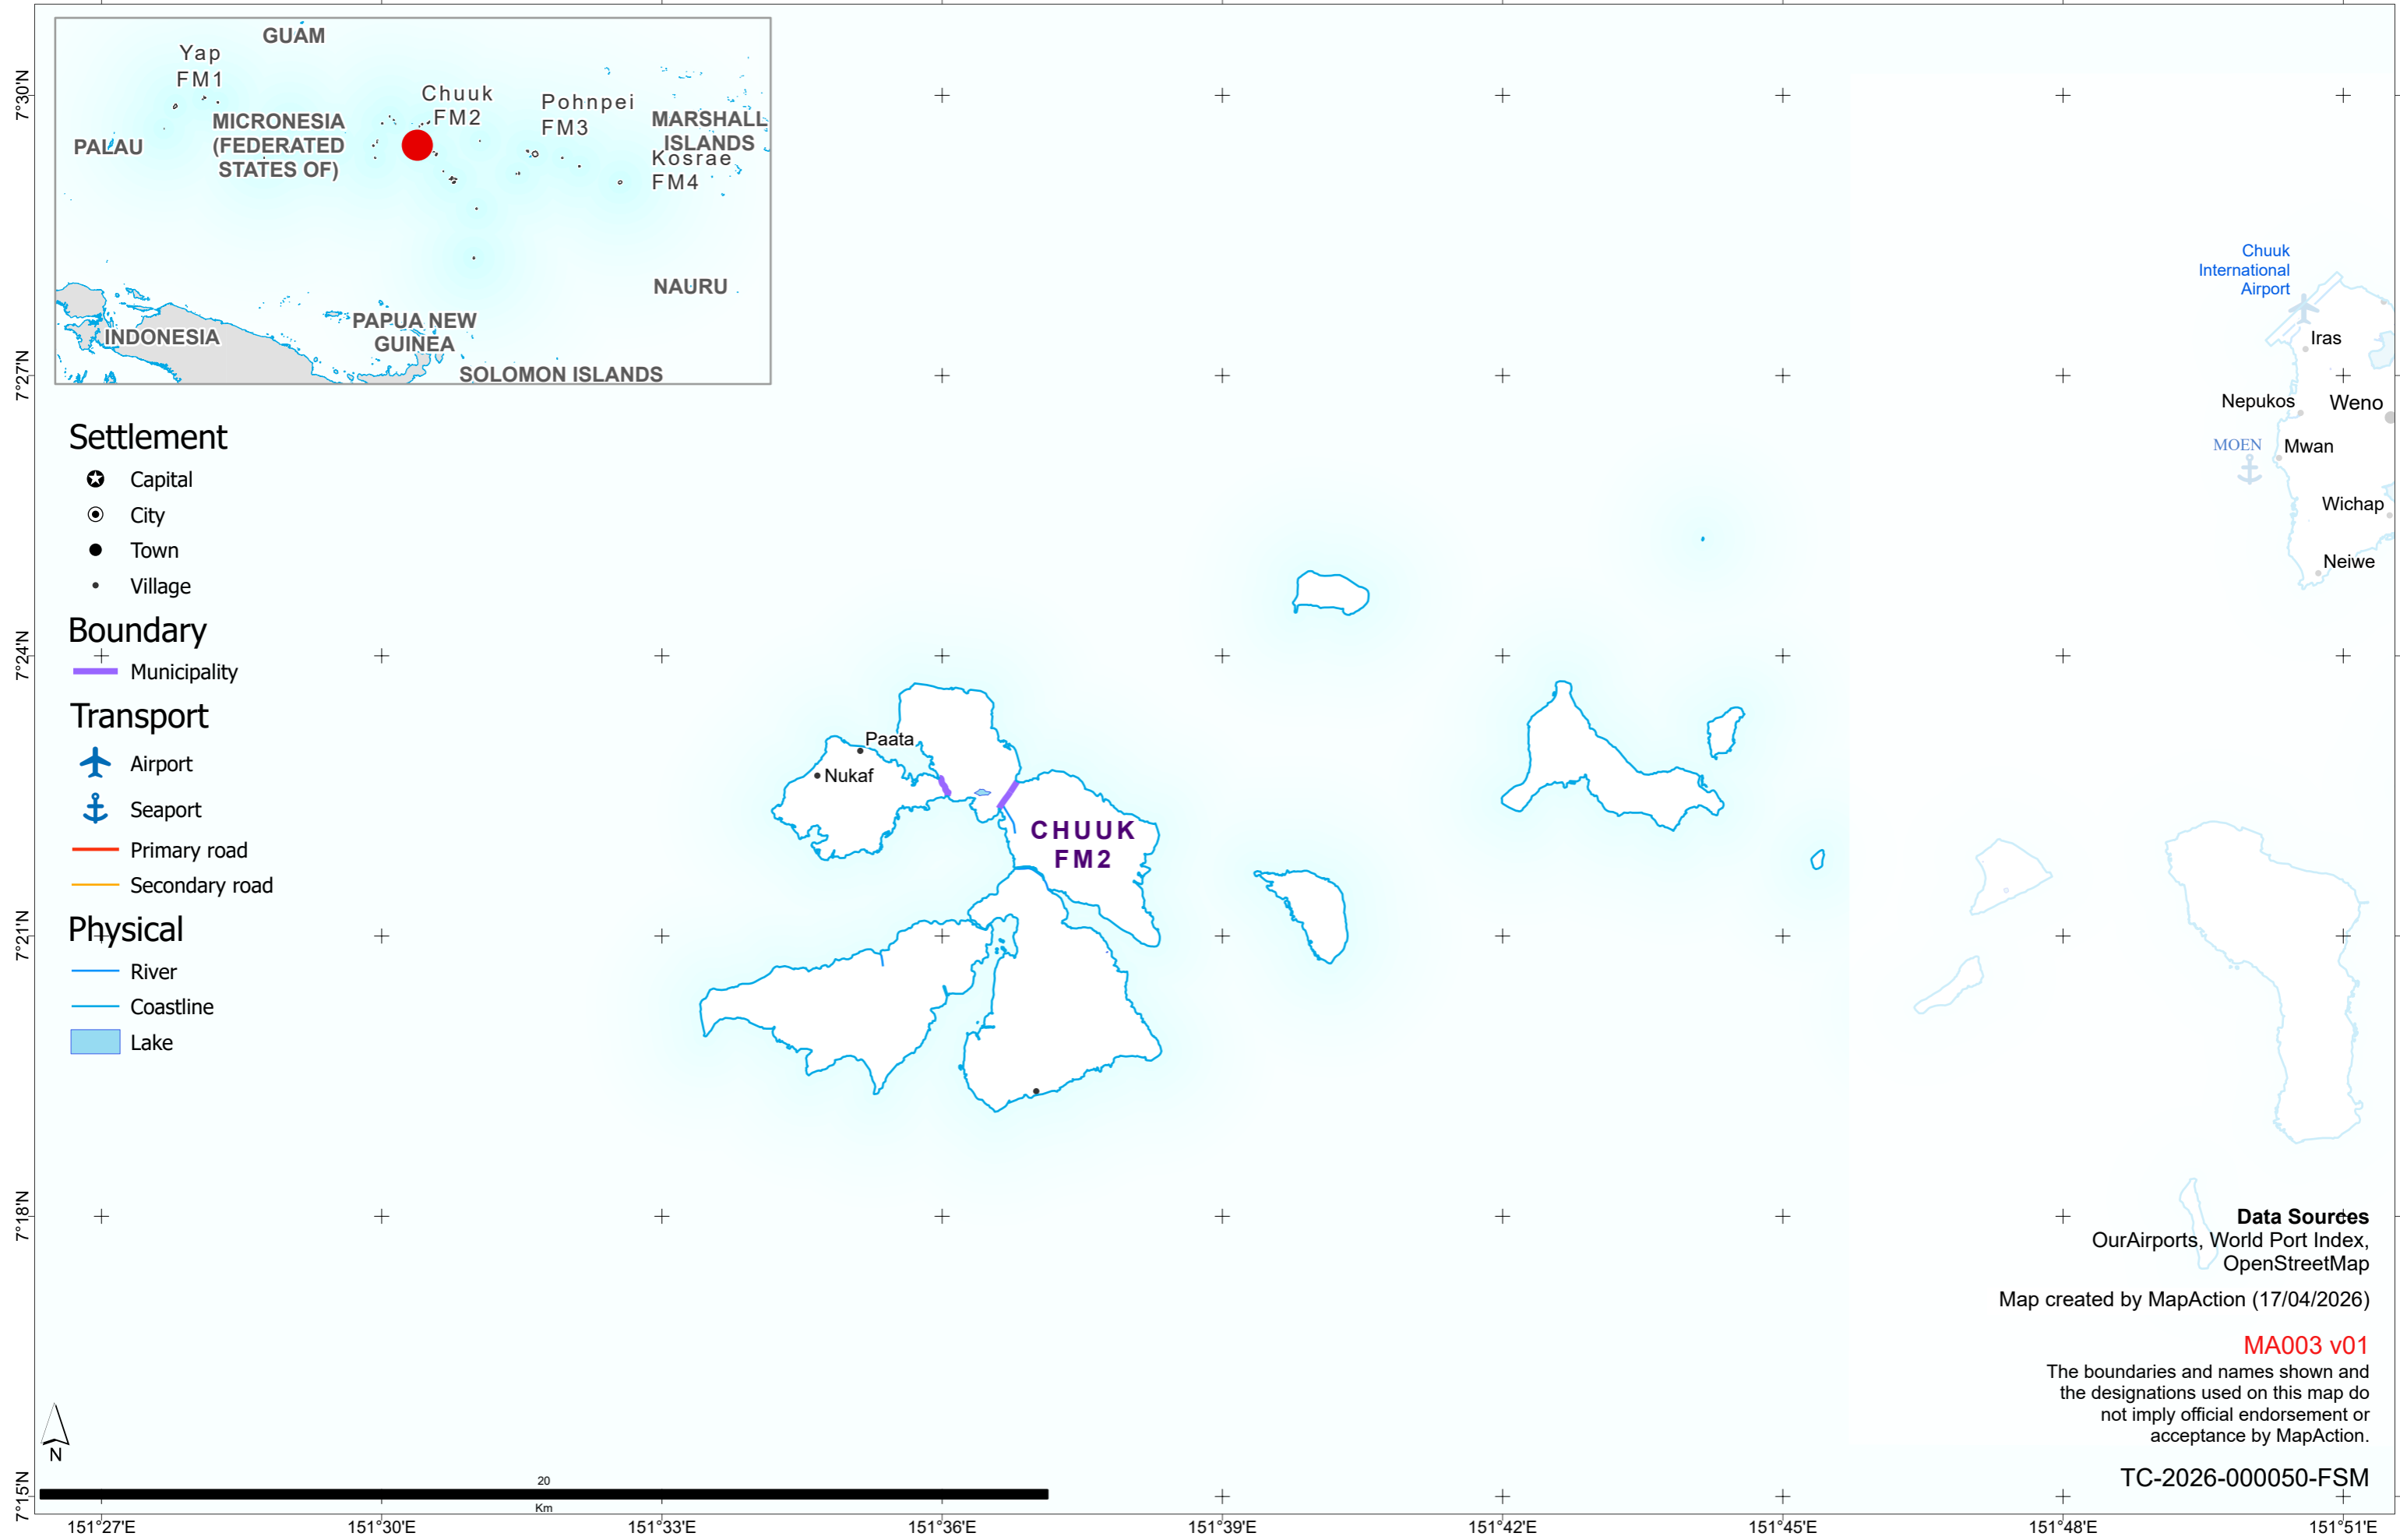 GUAM
Yap
FM1
Chuuk
FM2
Pohnpei
FM3
MARSHALL
ISLANDS
Kosrae
FM4
PALAU
MICRONESIA
(FEDERATED
STATES OF)
NAURU
INDONESIA
PAPUA NEW
GUINEA
SOLOMON ISLANDS
Settlement
Capital
City
Town
Village
Boundary
Municipality
Transport
Airport
Seaport
Primary road
Secondary road
Physical
River
Coastline
Lake
Chuuk
International
Airport
Iras
Nepukos
Weno
MOEN
Mwan
Wichap
Neiwe
Paata
Nukaf
CHUUK
FM2
Data Sources
OurAirports, World Port Index,
OpenStreetMap
Map created by MapAction (17/04/2026)
MA003 v01
The boundaries and names shown and
the designations used on this map do
not imply official endorsement or
acceptance by MapAction.
TC-2026-000050-FSM
N
20
Km
7°30'N
7°27'N
7°24'N
7°21'N
7°18'N
7°15'N
151°27'E
151°30'E
151°33'E
151°36'E
151°39'E
151°42'E
151°45'E
151°48'E
151°51'E